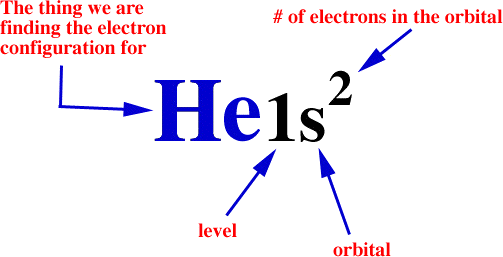 The thing we are
finding the electron
configuration for
# of electrons in the orbital
He1s²
level
orbital